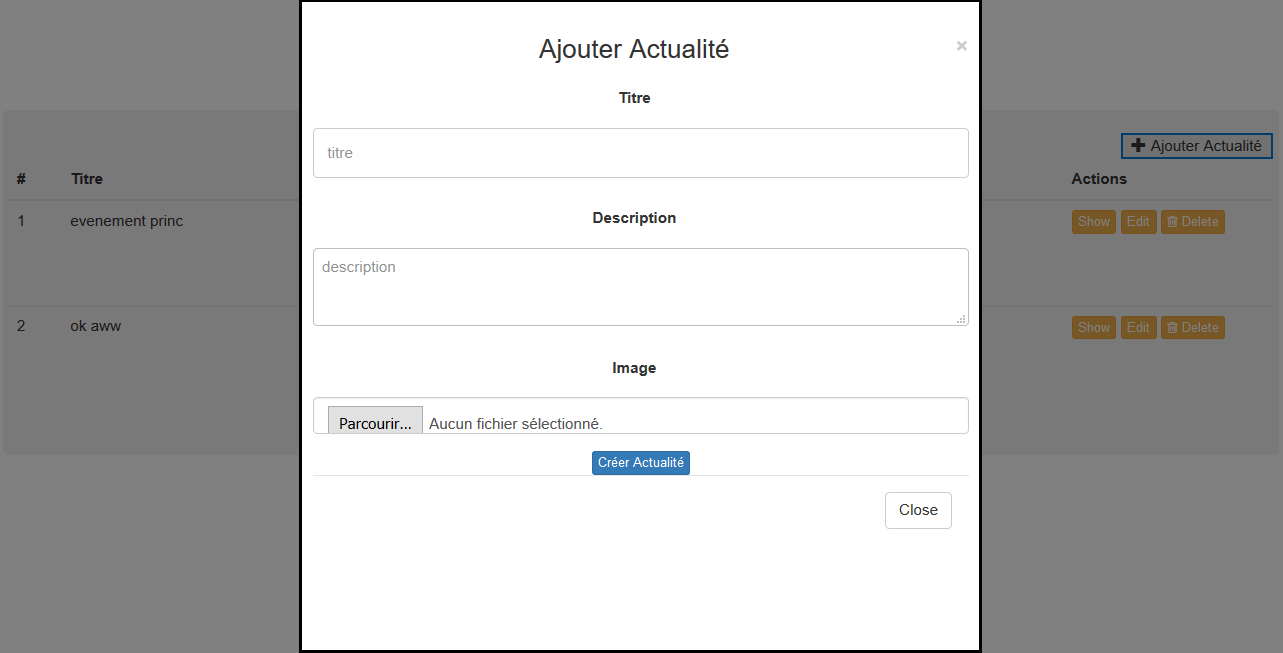 Ajouter Actualité
×
Titre
titre
Description
description
Image
Parcourir... Aucun fichier sélectionné.
Créer Actualité
Close
Ajouter Actualité
# Titre Actions
1 evenement princ Show Edit Delete
2 ok aww Show Edit Delete